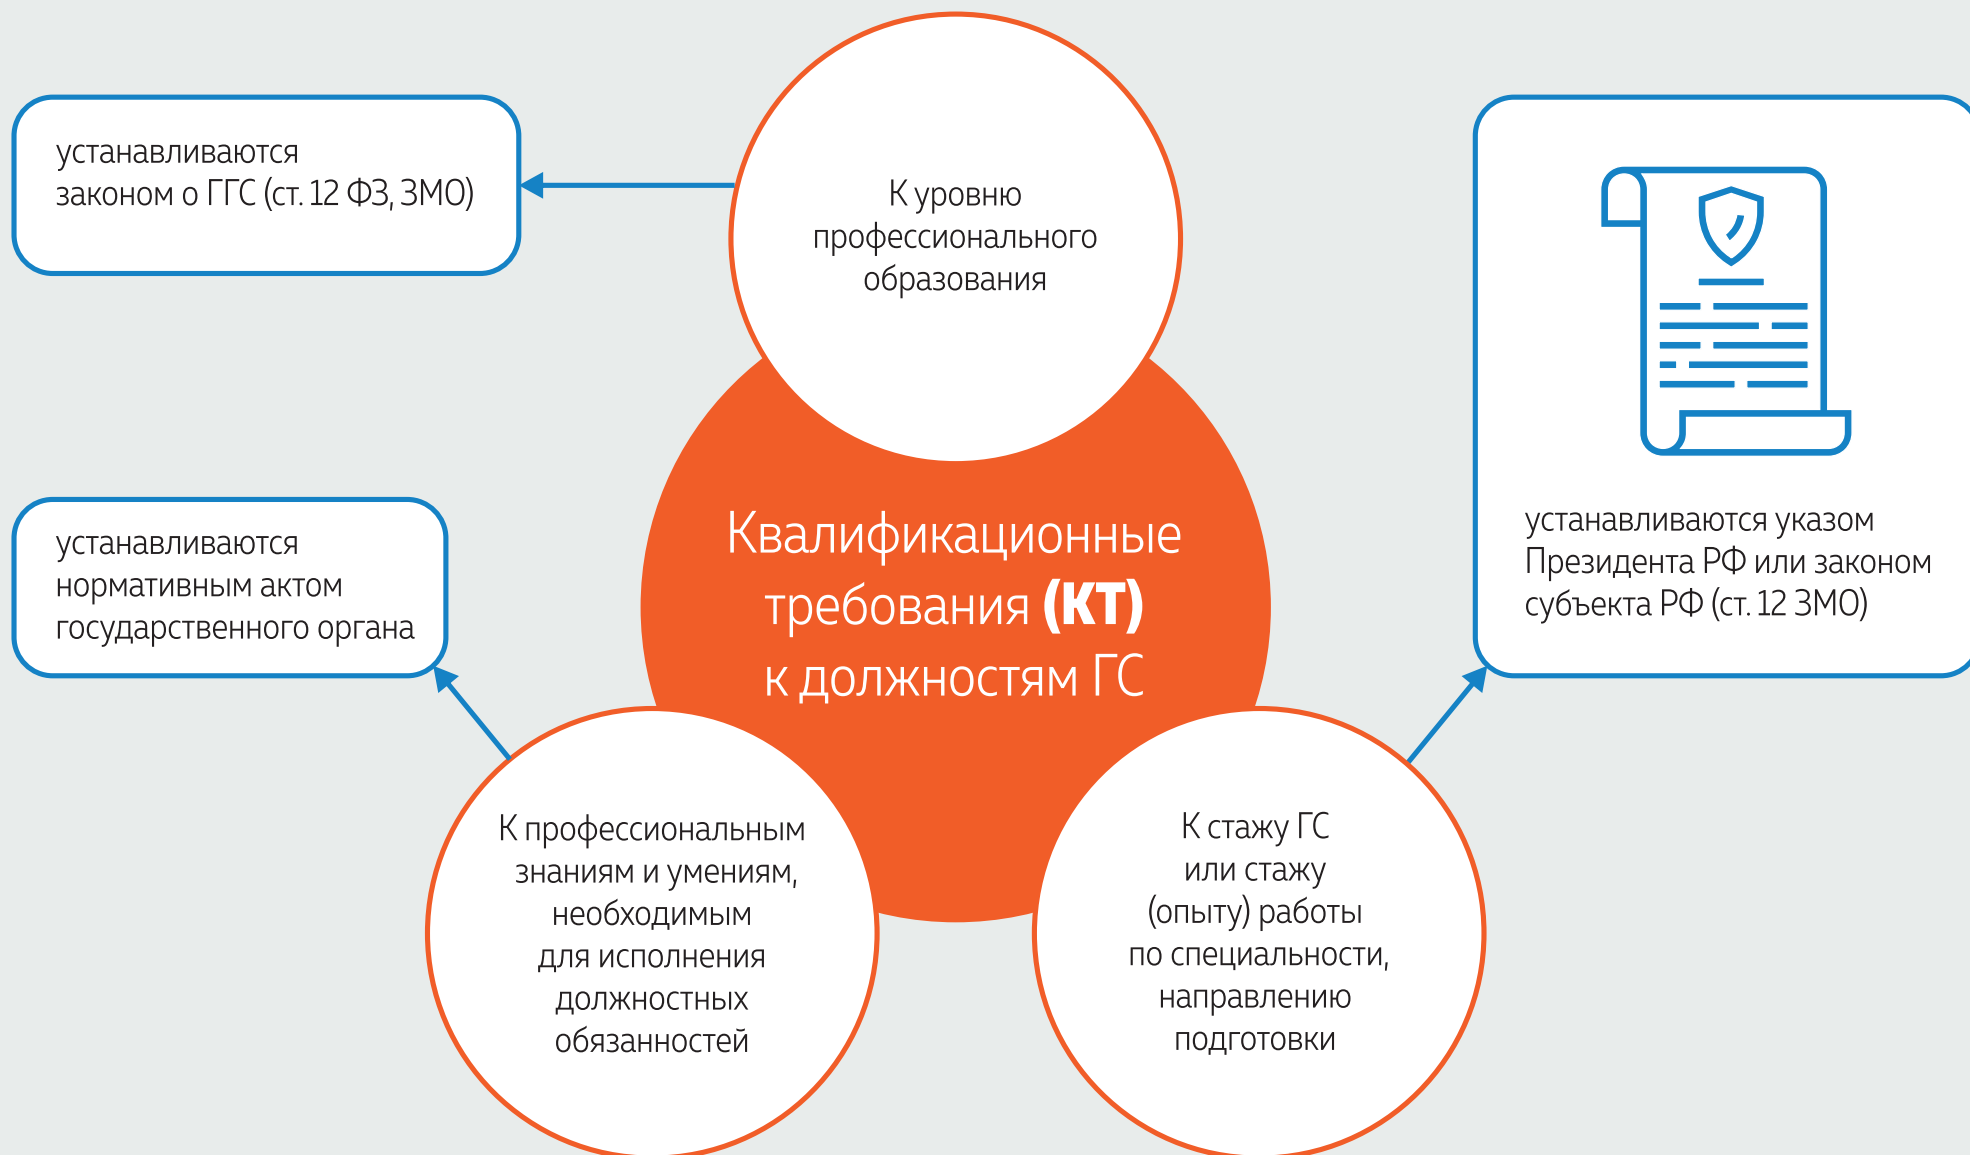 устанавливаются
законом о ГГС (ст. 12 ФЗ, ЗМО)
К уровню
профессионального
образования
устанавливаются указом
Президента РФ или законом
субъекта РФ (ст. 12 ЗМО)
устанавливаются
нормативным актом
государственного органа
Квалификационные
требования (КТ)
к должностям ГС
К профессиональным
знаниям и умениям,
необходимым
для исполнения
должностных
обязанностей
К стажу ГС
или стажу
(опыту) работы
по специальности,
направлению
подготовки